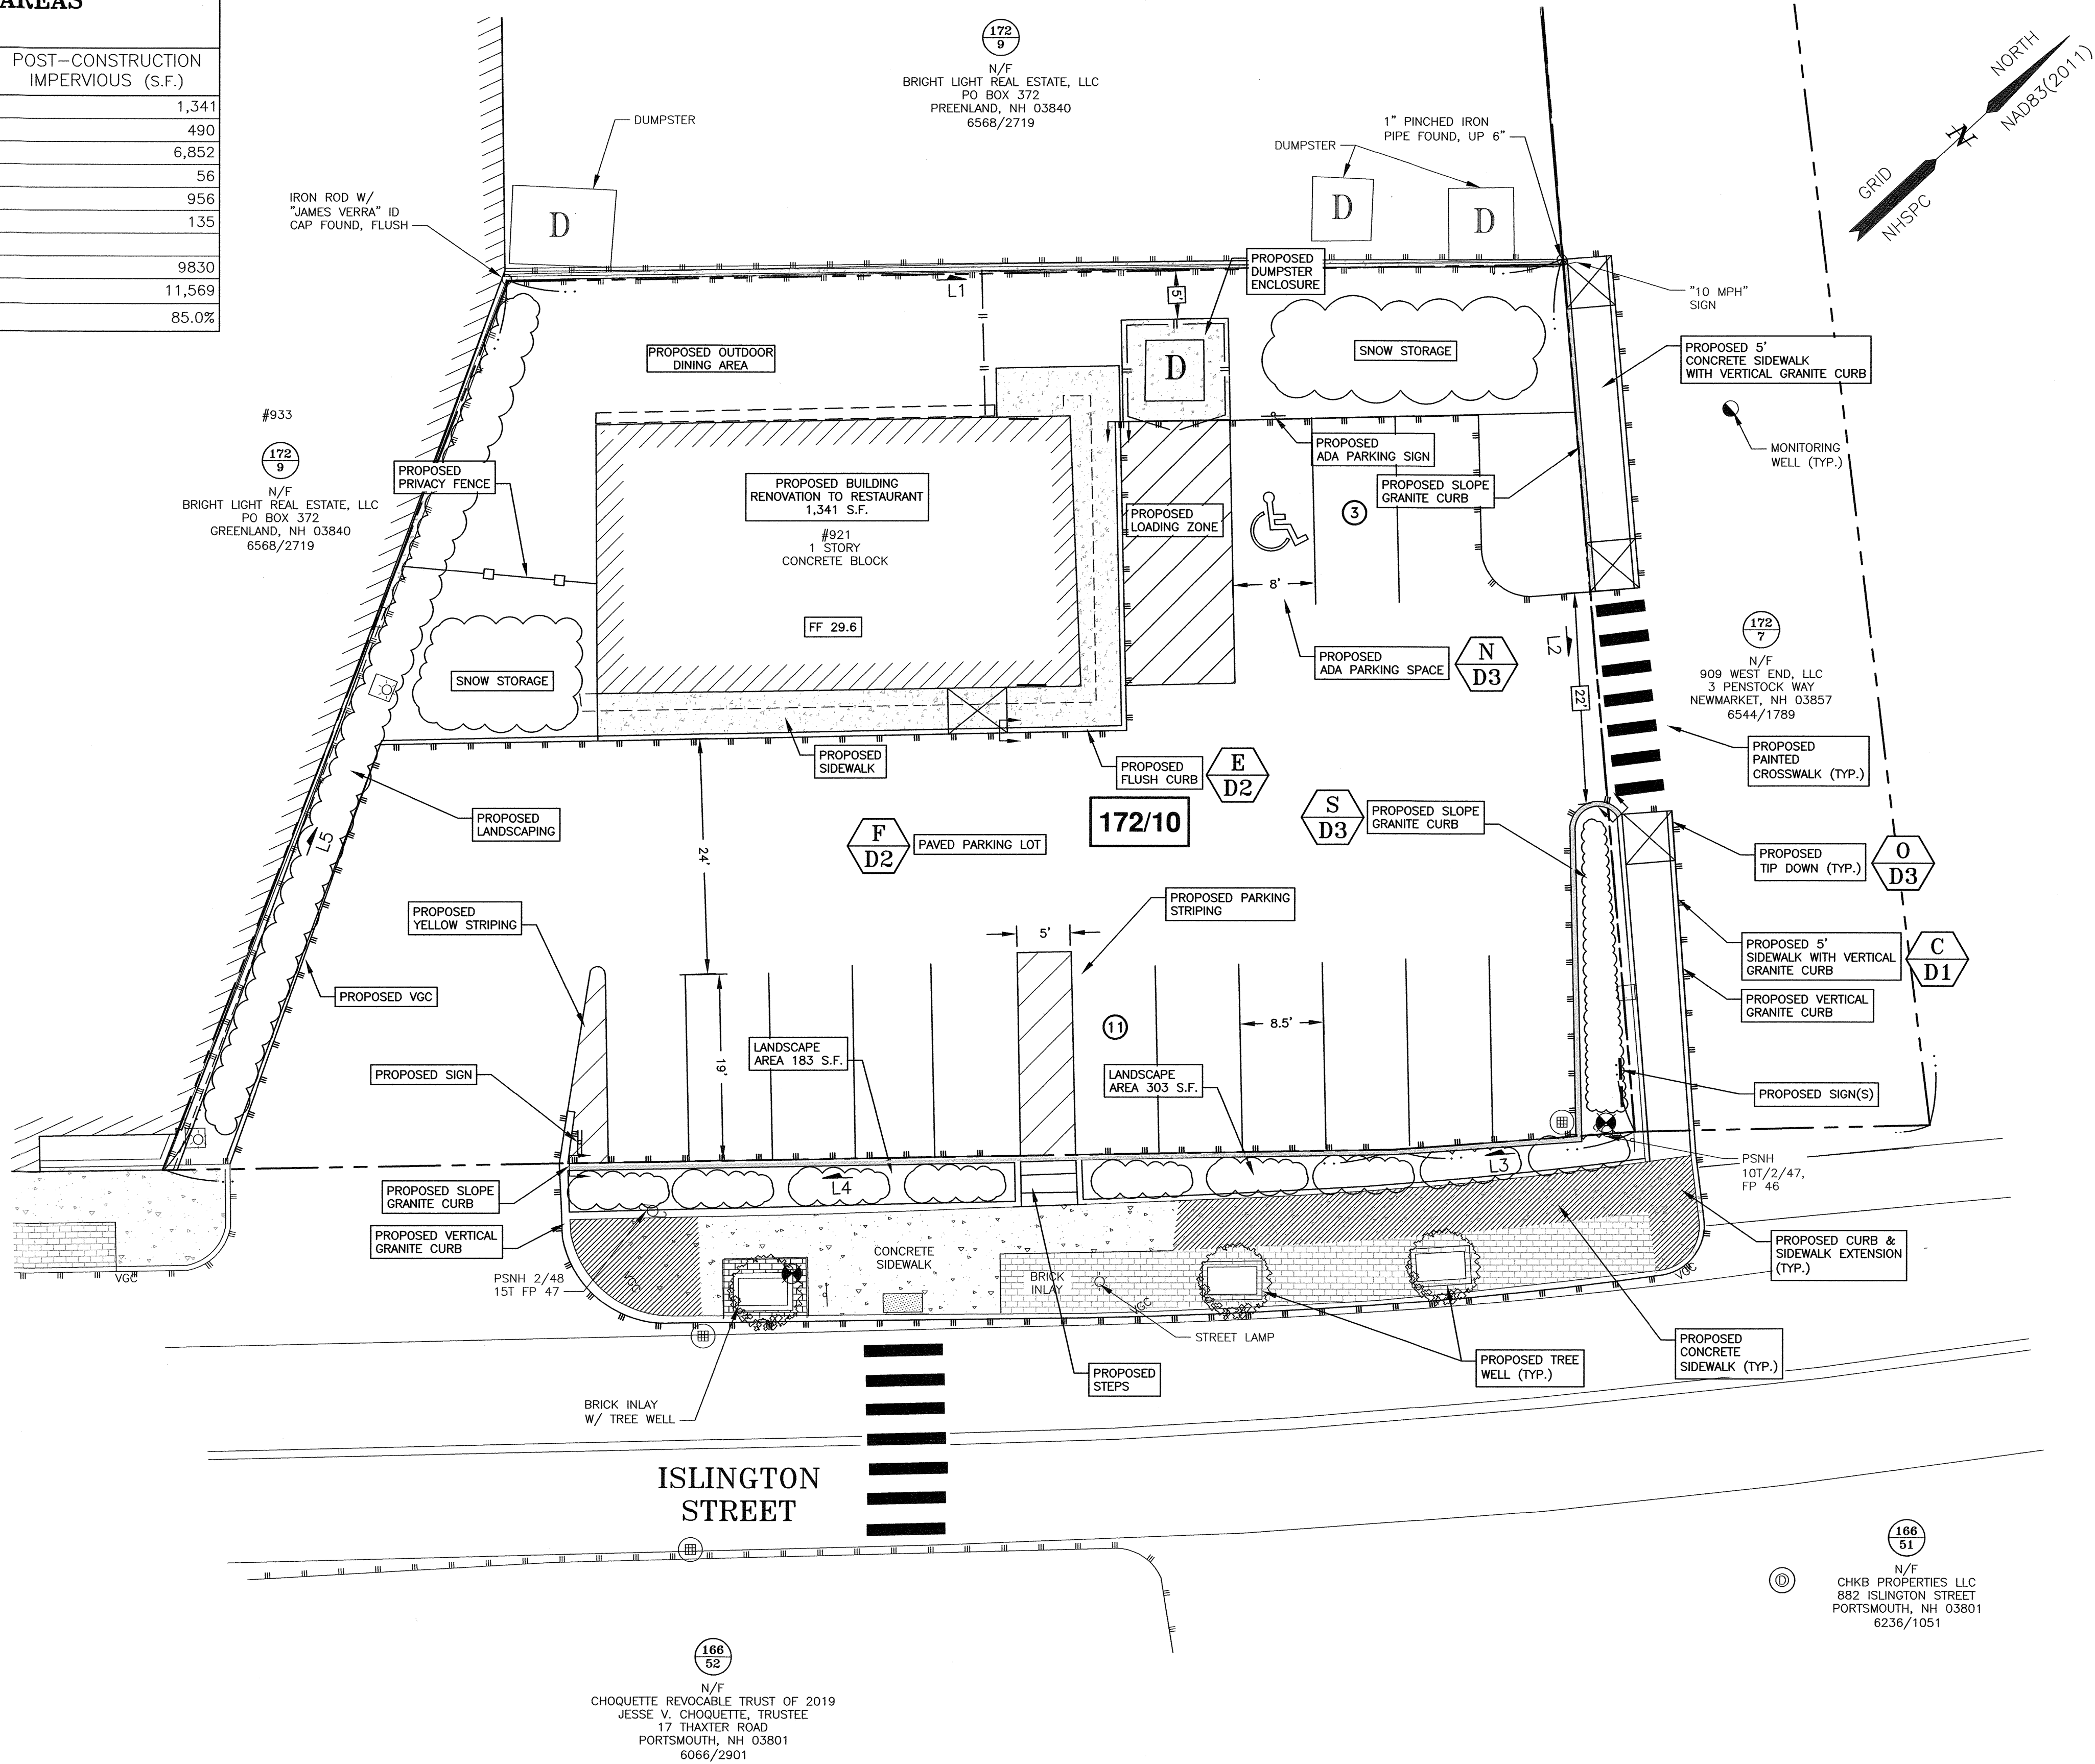 AREAS
POST-CONSTRUCTION
IMPERVIOUS (S.F.)
1,341
490
6,852
56
956
135
9830
11,569
85.0%
172
9
N/F
BRIGHT LIGHT REAL ESTATE, LLC
PO BOX 372
PREENLAND, NH 03840
6568/2719
NORTH
NAD83(2011)
GRID
NHSPC
N
DUMPSTER
1" PINCHED IRON
PIPE FOUND, UP 6"
DUMPSTER
IRON ROD W/
"JAMES VERRA" ID
CAP FOUND, FLUSH
D
D
D
PROPOSED
DUMPSTER
ENCLOSURE
L1
5'
"10 MPH"
SIGN
PROPOSED OUTDOOR
DINING AREA
D
SNOW STORAGE
PROPOSED 5'
CONCRETE SIDEWALK
WITH VERTICAL GRANITE CURB
#933
172
9
N/F
BRIGHT LIGHT REAL ESTATE, LLC
PO BOX 372
GREENLAND, NH 03840
6568/2719
PROPOSED
PRIVACY FENCE
PROPOSED BUILDING
RENOVATION TO RESTAURANT
1,341 S.F.
#921
1 STORY
CONCRETE BLOCK
FF 29.6
PROPOSED
ADA PARKING SIGN
PROPOSED SLOPE
GRANITE CURB
MONITORING
WELL (TYP.)
PROPOSED
LOADING ZONE
3
8'
PROPOSED
ADA PARKING SPACE
N
D3
L2
22'
172
7
N/F
909 WEST END, LLC
3 PENSTOCK WAY
NEWMARKET, NH 03857
6544/1789
SNOW STORAGE
PROPOSED
SIDEWALK
PROPOSED
FLUSH CURB
E
D2
PROPOSED
PAINTED
CROSSWALK (TYP.)
PROPOSED
LANDSCAPING
L5
24'
F
D2
PAVED PARKING LOT
172/10
S
D3
PROPOSED SLOPE
GRANITE CURB
PROPOSED
TIP DOWN (TYP.)
O
D3
PROPOSED
YELLOW STRIPING
5'
PROPOSED PARKING
STRIPING
PROPOSED 5'
SIDEWALK WITH VERTICAL
GRANITE CURB
C
D1
PROPOSED VGC
PROPOSED VERTICAL
GRANITE CURB
11
8.5'
19'
LANDSCAPE
AREA 183 S.F.
LANDSCAPE
AREA 303 S.F.
PROPOSED SIGN
PROPOSED SIGN(S)
PROPOSED SLOPE
GRANITE CURB
L4
L3
PSNH
10T/2/47,
FP 46
PROPOSED VERTICAL
GRANITE CURB
CONCRETE
SIDEWALK
PROPOSED CURB &
SIDEWALK EXTENSION
(TYP.)
VGC
PSNH 2/48
15T FP 47
VGC
BRICK
INLAY
VGC
VGC
STREET LAMP
PROPOSED
STEPS
PROPOSED TREE
WELL (TYP.)
PROPOSED
CONCRETE
SIDEWALK (TYP.)
BRICK INLAY
W/ TREE WELL
ISLINGTON
STREET
166
51
N/F
CHKB PROPERTIES LLC
882 ISLINGTON STREET
PORTSMOUTH, NH 03801
6236/1051
D
166
52
N/F
CHOQUETTE REVOCABLE TRUST OF 2019
JESSE V. CHOQUETTE, TRUSTEE
17 THAXTER ROAD
PORTSMOUTH, NH 03801
6066/2901